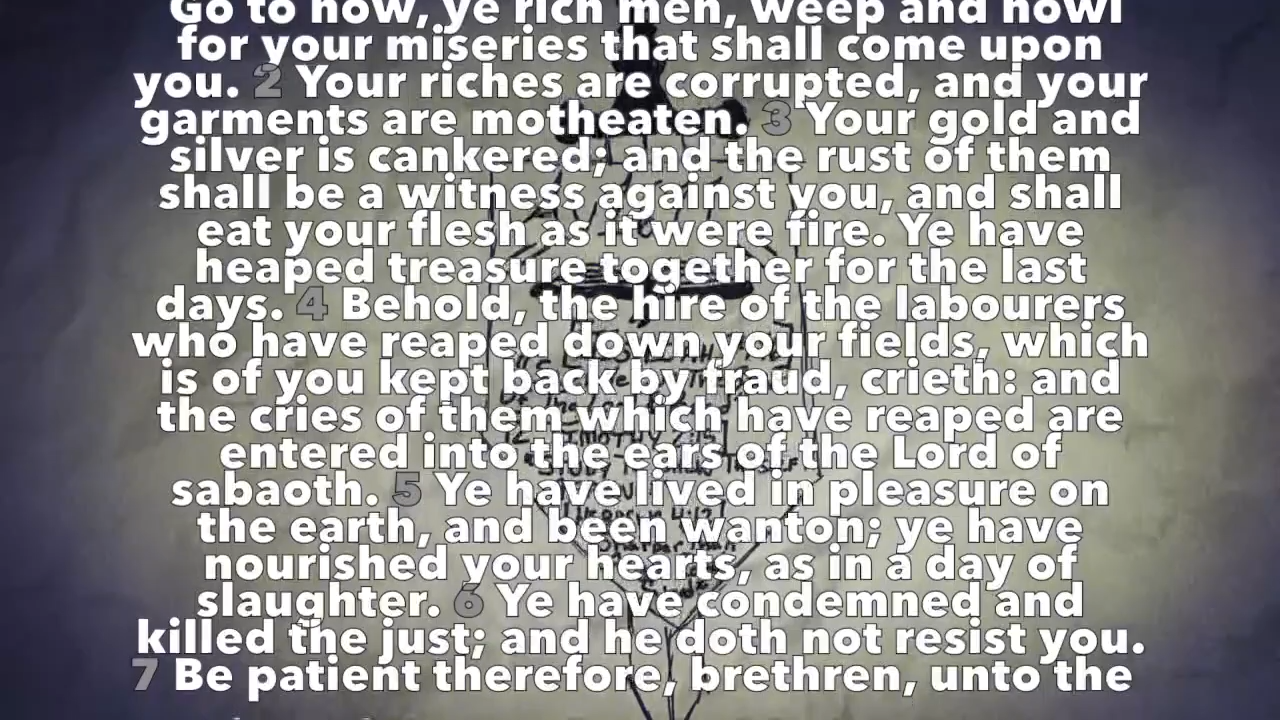 Go to now, ye rich men, weep and howl
for your miseries that shall come upon
you. 2 Your riches are corrupted, and your
garments are motheaten. 3 Your gold and
silver is cankered; and the rust of them
shall be a witness against you, and shall
eat your flesh as it were fire. Ye have
heaped treasure together for the last
days. 4 Behold, the hire of the labourers
who have reaped down your fields, which
is of you kept back by fraud, crieth: and
the cries of them which have reaped are
entered into the ears of the Lord of
sabaoth. 5 Ye have lived in pleasure on
the earth, and been wanton; ye have
nourished your hearts, as in a day of
slaughter. 6 Ye have condemned and
killed the just; and he doth not resist you.
7 Be patient therefore, brethren, unto the